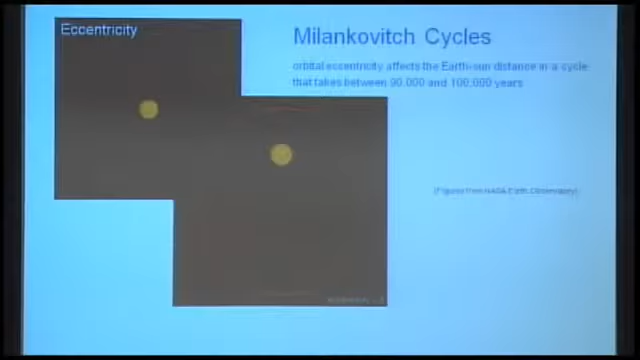 Eccentricity
Milankovitch Cycles
orbital eccentricity affects the Earth-sun distance in a cycle
that takes between 90,000 and 100,000 years
(Figures from NASA Earth Observatory)